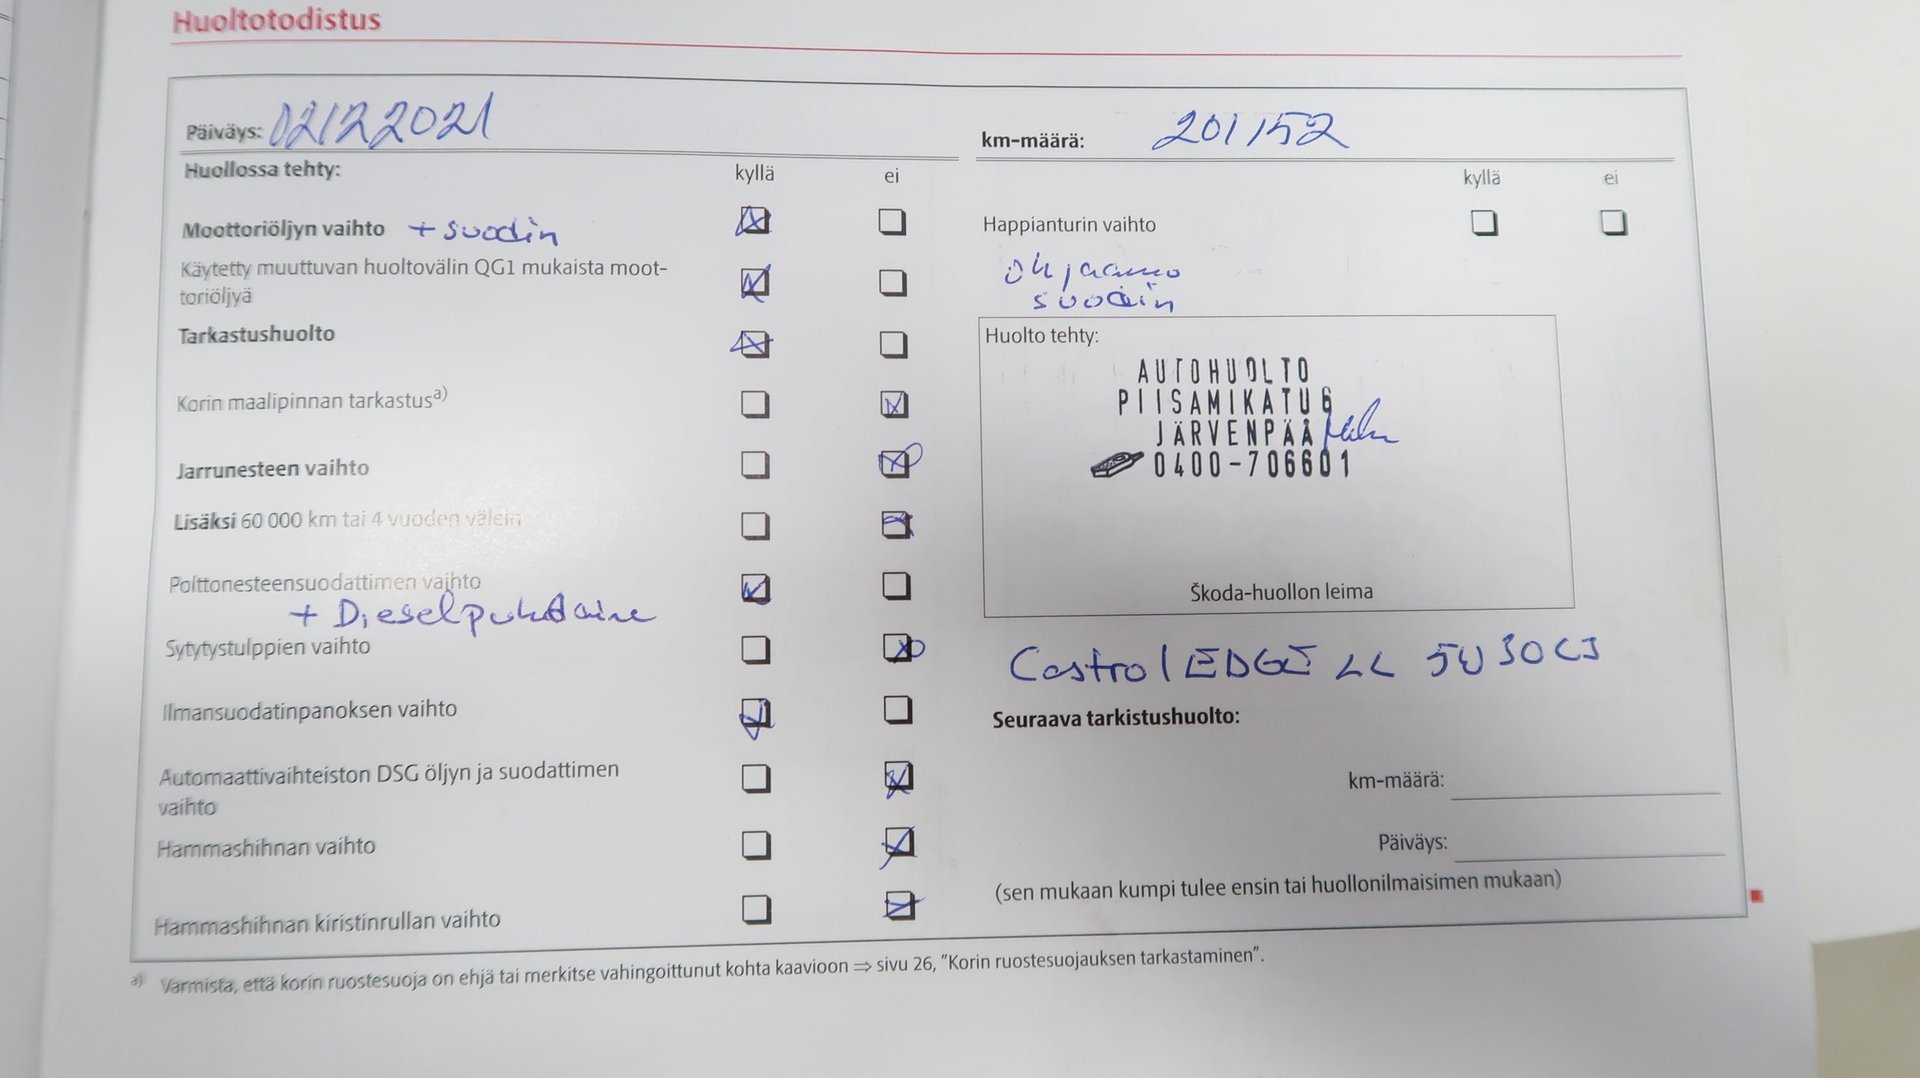 Huoltotodistus
Päiväys: 02122021
Huollossa tehty: kyllä ei
Moottoriöljyn vaihto + suodin
Käytetty muuttuvan huoltovälin QG1 mukaista moot-
toriöljyä
Tarkastushuolto
Korin maalipinnan tarkastusa)
Jarrunesteen vaihto
Lisäksi 60 000 km tai 4 vuoden välein
Polttonesteensuodattimen vaihto
+ Dieselpuhdaine
Sytytystulppien vaihto
Ilmansuodatinpanoksen vaihto
Automaattivaihteiston DSG öljyn ja suodattimen
vaihto
Hammashihnan vaihto
Hammashihnan kiristinrullan vaihto
km-määrä: 201152
kyllä ei
Happianturin vaihto
ohjaamo
suodin
Huolto tehty:
AUTOHUOLTO
PIISAMIKATU 6
JÄRVENPÄÄ
0400-706601
Škoda-huollon leima
Castrol EDGE LL 5W30 CJ
Seuraava tarkistushuolto:
km-määrä:
Päiväys:
(sen mukaan kumpi tulee ensin tai huollonilmaisimen mukaan)
a) Varmista, että korin ruostesuoja on ehjä tai merkitse vahingoittunut kohta kaavioon ⇒ sivu 26, "Korin ruostesuojauksen tarkastaminen".